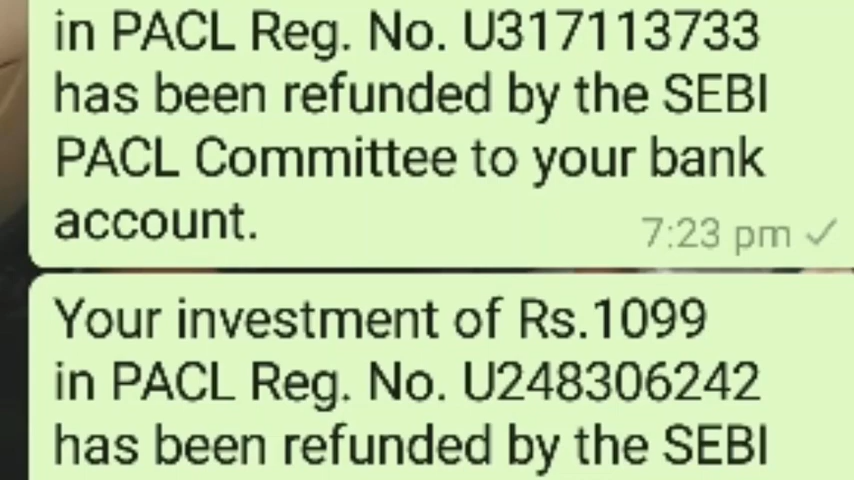 in PACL Reg. No. U317113733
has been refunded by the SEBI
PACL Committee to your bank
account.
7:23 pm
Your investment of Rs.1099
in PACL Reg. No. U248306242
has been refunded by the SEBI